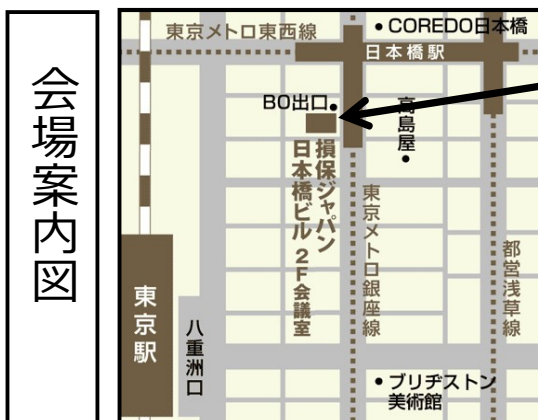 会場案内図
東京メトロ東西線
• COREDO日本橋
日本橋駅
B0出口•
高島屋•
損保ジャパン
日本橋ビル 2F会議室
東京メトロ銀座線
都営浅草線
東京駅
八重洲口
• ブリヂストン
美術館